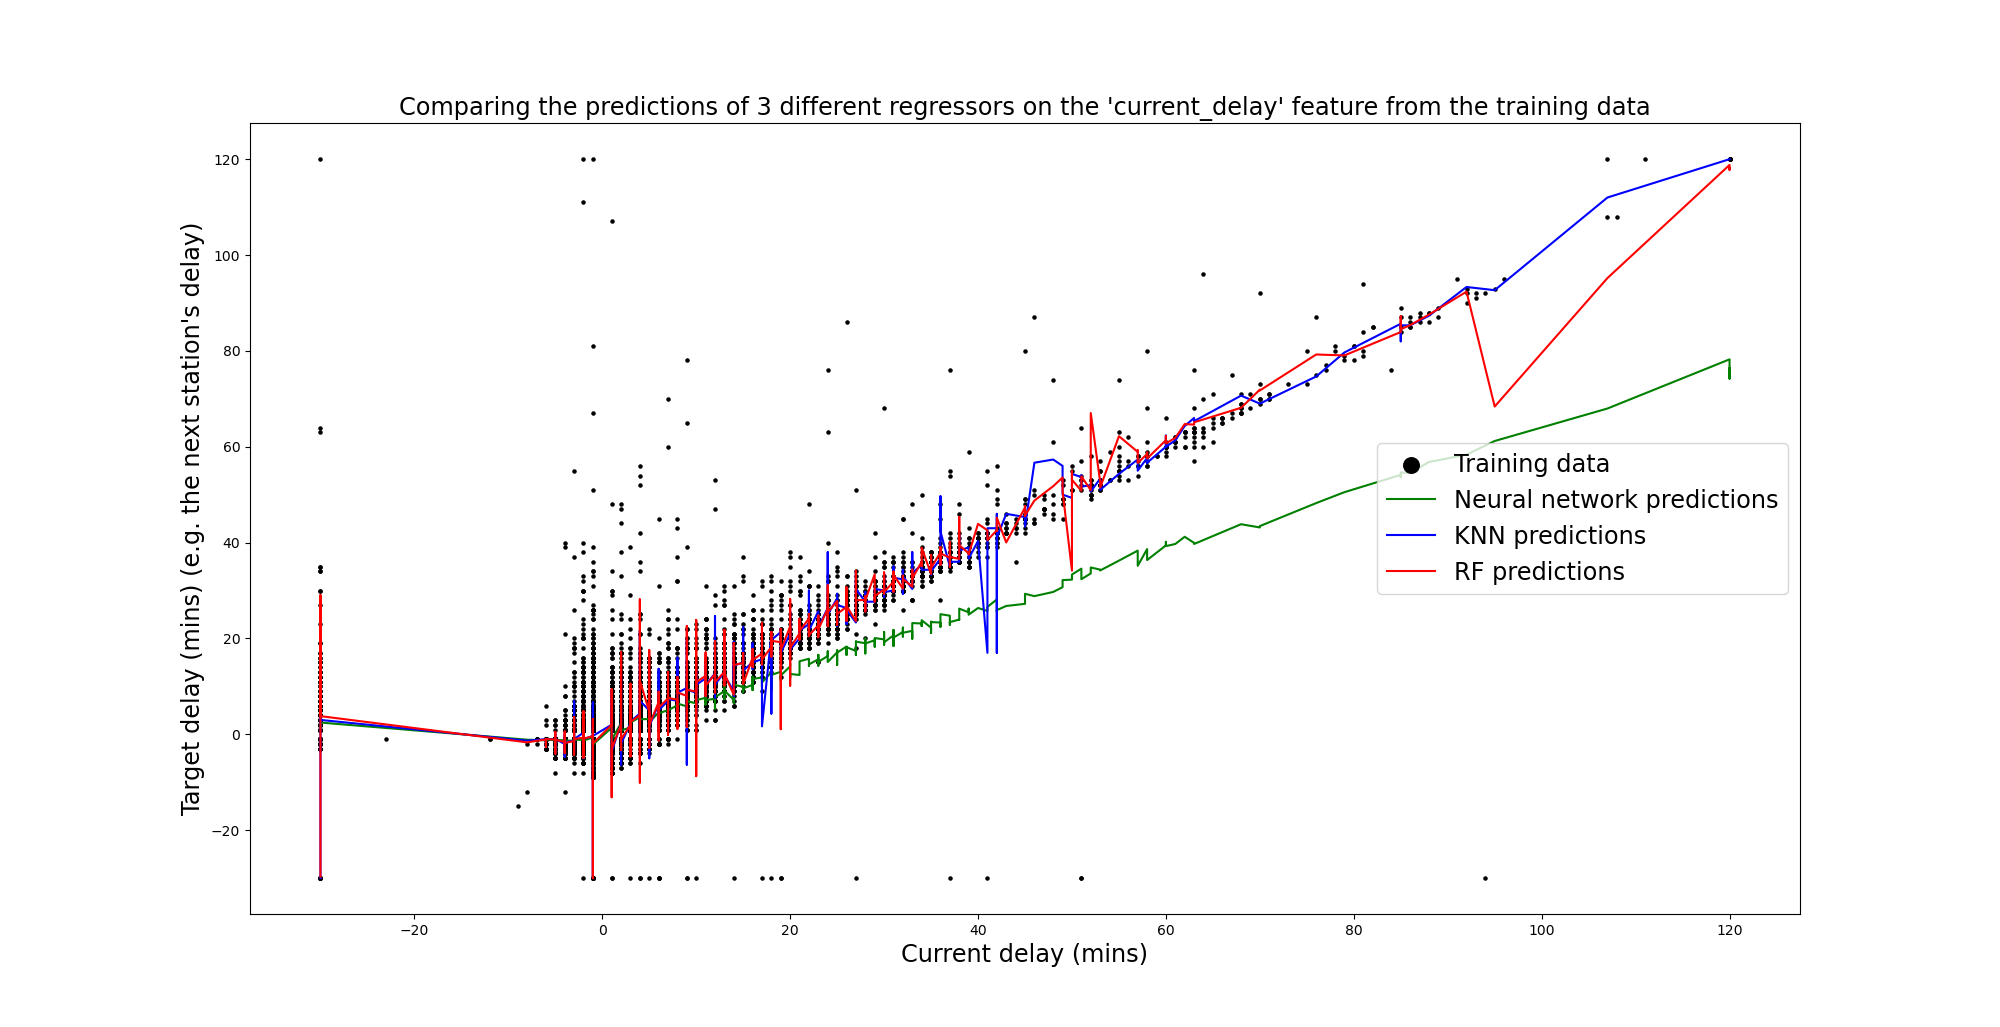 Comparing the predictions of 3 different regressors on the 'current_delay' feature from the training data
Target delay (mins) (e.g. the next station's delay)
120
100
80
60
40
20
0
−20
Training data
Neural network predictions
KNN predictions
RF predictions
−20
0
20
40
60
80
100
120
Current delay (mins)